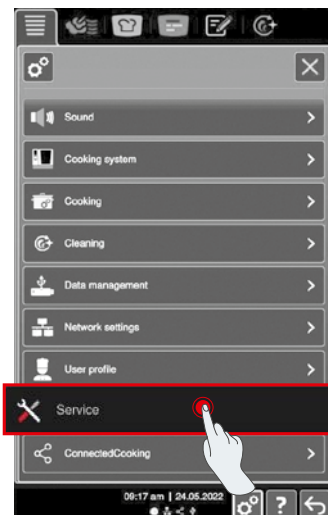 Sound
Cooking system
Cooking
Cleaning
Data management
Network settings
User profile
Service
ConnectedCooking
09:17 am | 24.05.2022
?